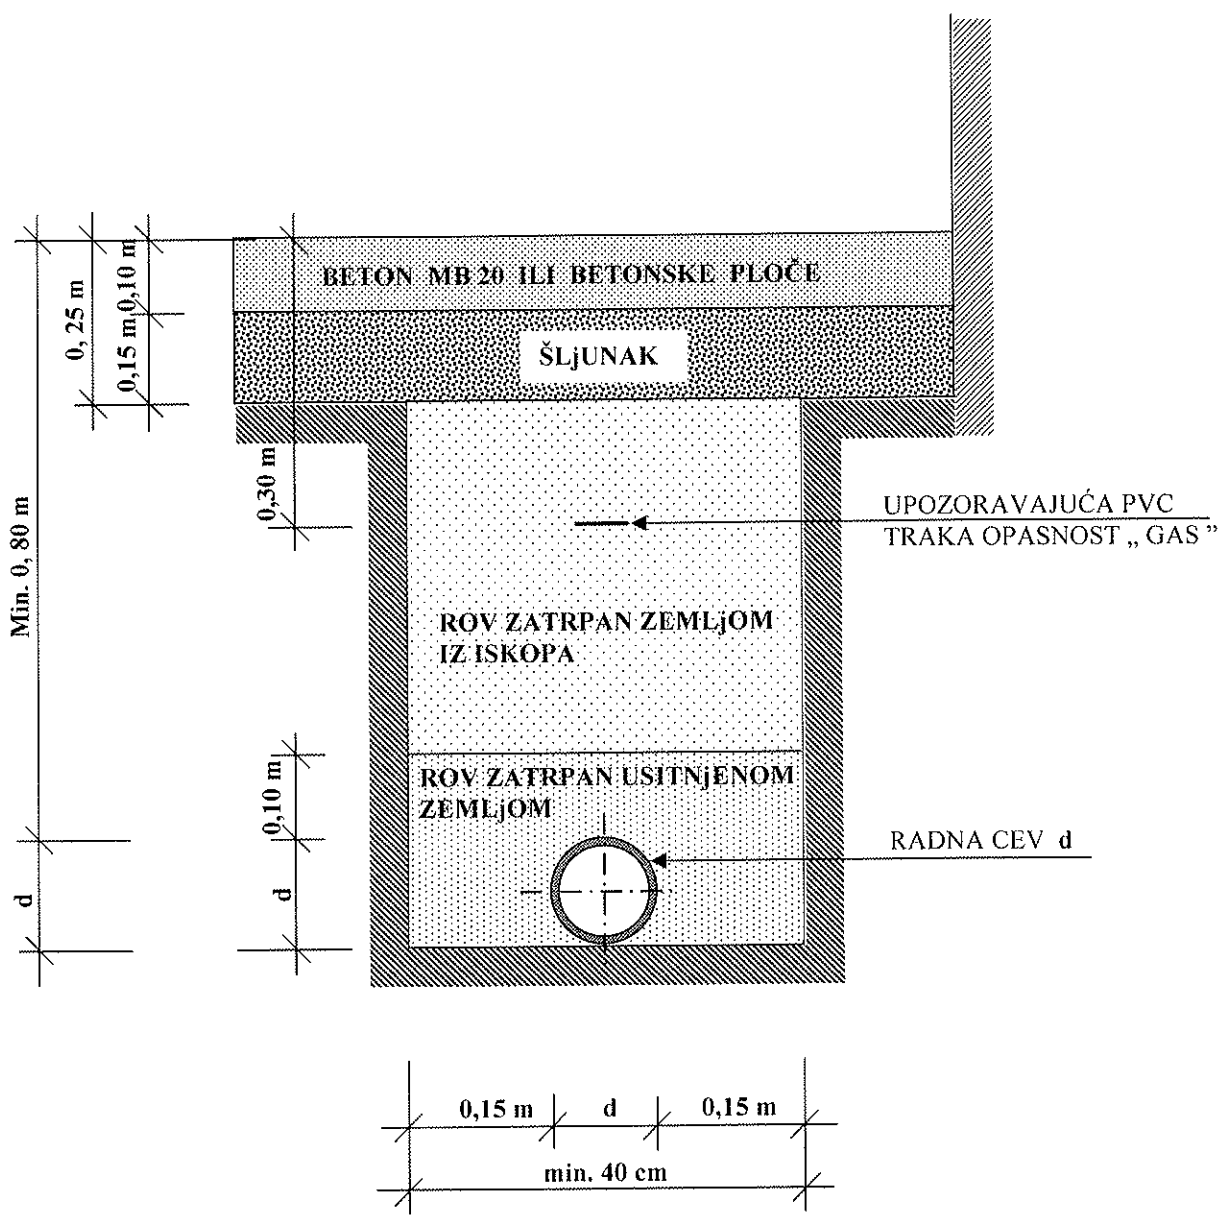 BETON MB 20 ILI BETONSKE PLOČE
ŠLjUNAK
0,10 m
0,15 m
0, 25 m
0,30 m
Min. 0, 80 m
UPOZORAVAJUĆA PVC
TRAKA OPASNOST „ GAS ”
ROV ZATRPAN ZEMLjOM
IZ ISKOPA
ROV ZATRPAN USITNjENOM
ZEMLjOM
0,10 m
RADNA CEV d
d
d
0,15 m d 0,15 m
min. 40 cm